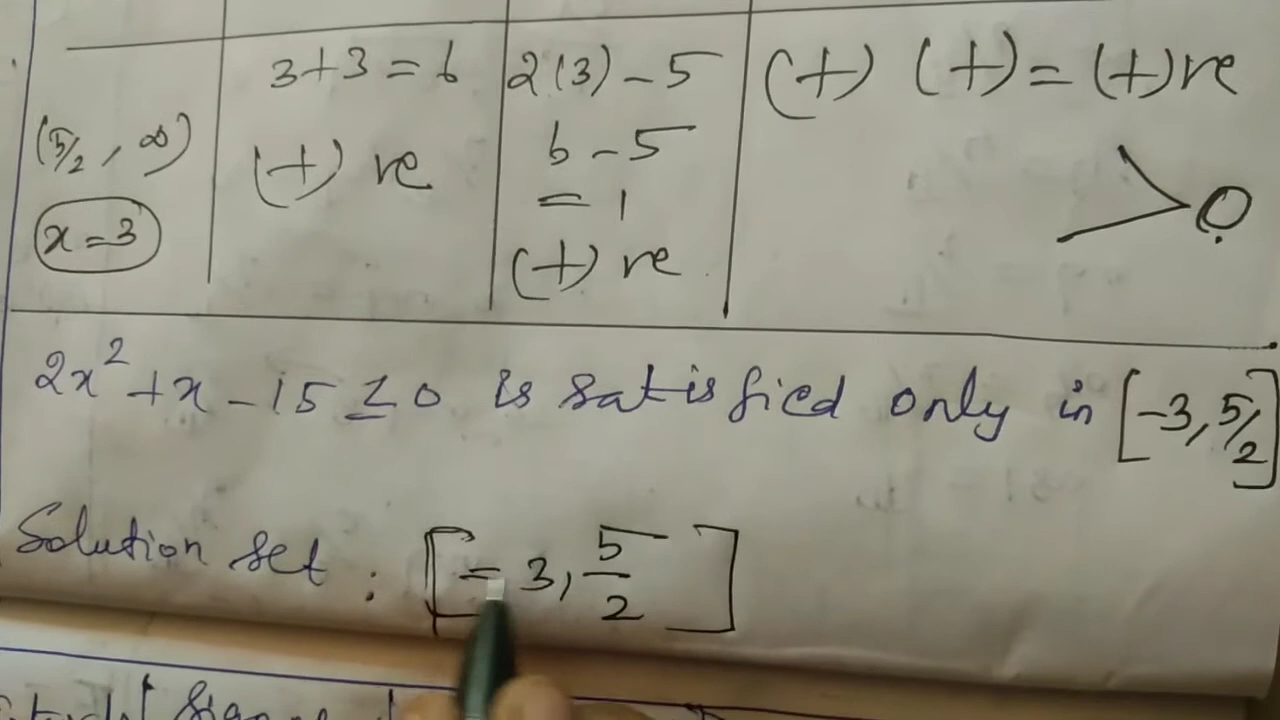 3+3=6
2(3)-5
(+) (+) = (+)ve
(5/2, ∞)
(+) ve
6-5
x=3
= 1
(+) ve
>0
2x²+x-15≤0 is satisfied only in [-3, 5/2]
Solution set : [-3, 5/2]